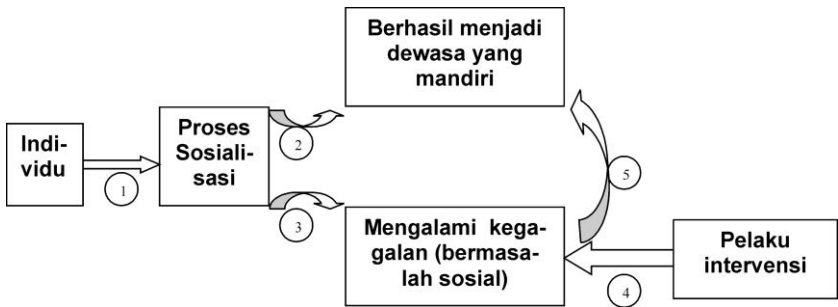 Berhasil menjadi
dewasa yang
mandiri
Indi-
vidu
1
Proses
Sosiali-
sasi
2
3
Mengalami kega-
galan (bermasa-
lah sosial)
5
4
Pelaku
intervensi